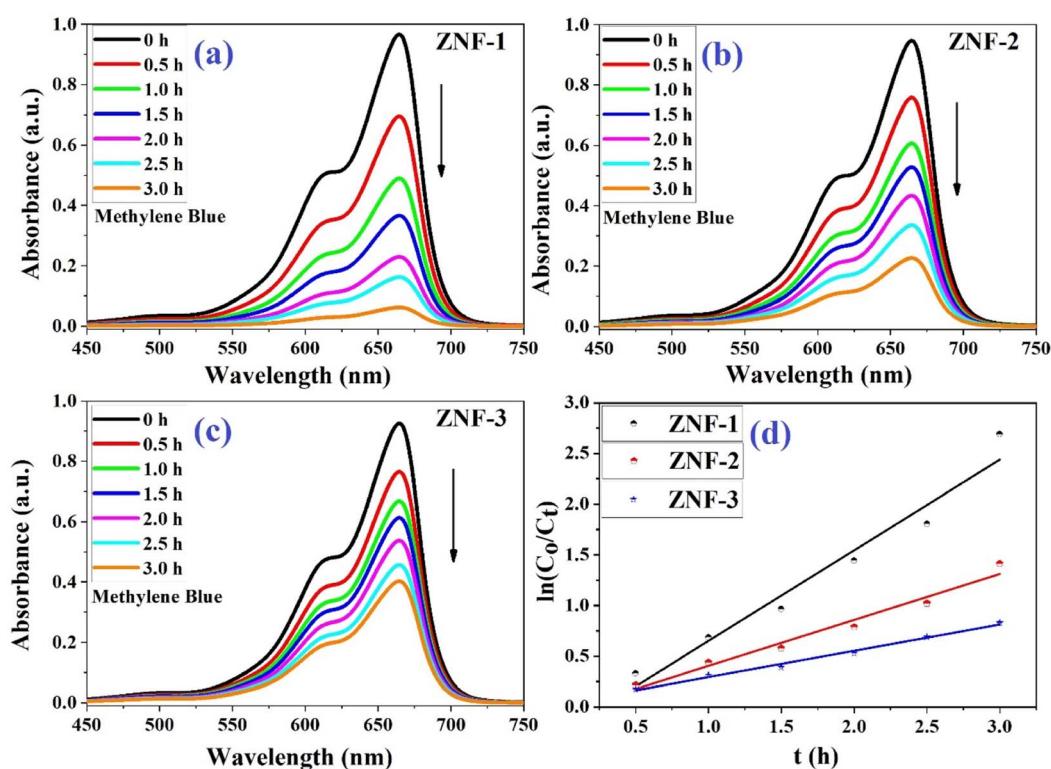 1.0
0.8
0.6
0.4
0.2
0.0
Absorbance (a.u.)
0 h
0.5 h
1.0 h
1.5 h
2.0 h
2.5 h
3.0 h
Methylene Blue
(a)
ZNF-1
450 500 550 600 650 700 750
Wavelength (nm)
1.0
0.8
0.6
0.4
0.2
0.0
Absorbance (a.u.)
0 h
0.5 h
1.0 h
1.5 h
2.0 h
2.5 h
3.0 h
Methylene Blue
(b)
ZNF-2
450 500 550 600 650 700 750
Wavelength (nm)
1.0
0.8
0.6
0.4
0.2
0.0
Absorbance (a.u.)
0 h
0.5 h
1.0 h
1.5 h
2.0 h
2.5 h
3.0 h
Methylene Blue
(c)
ZNF-3
450 500 550 600 650 700 750
Wavelength (nm)
3.0
2.5
2.0
1.5
1.0
0.5
0.0
ln(Co/Ct)
ZNF-1
ZNF-2
ZNF-3
(d)
0.5 1.0 1.5 2.0 2.5 3.0
t (h)